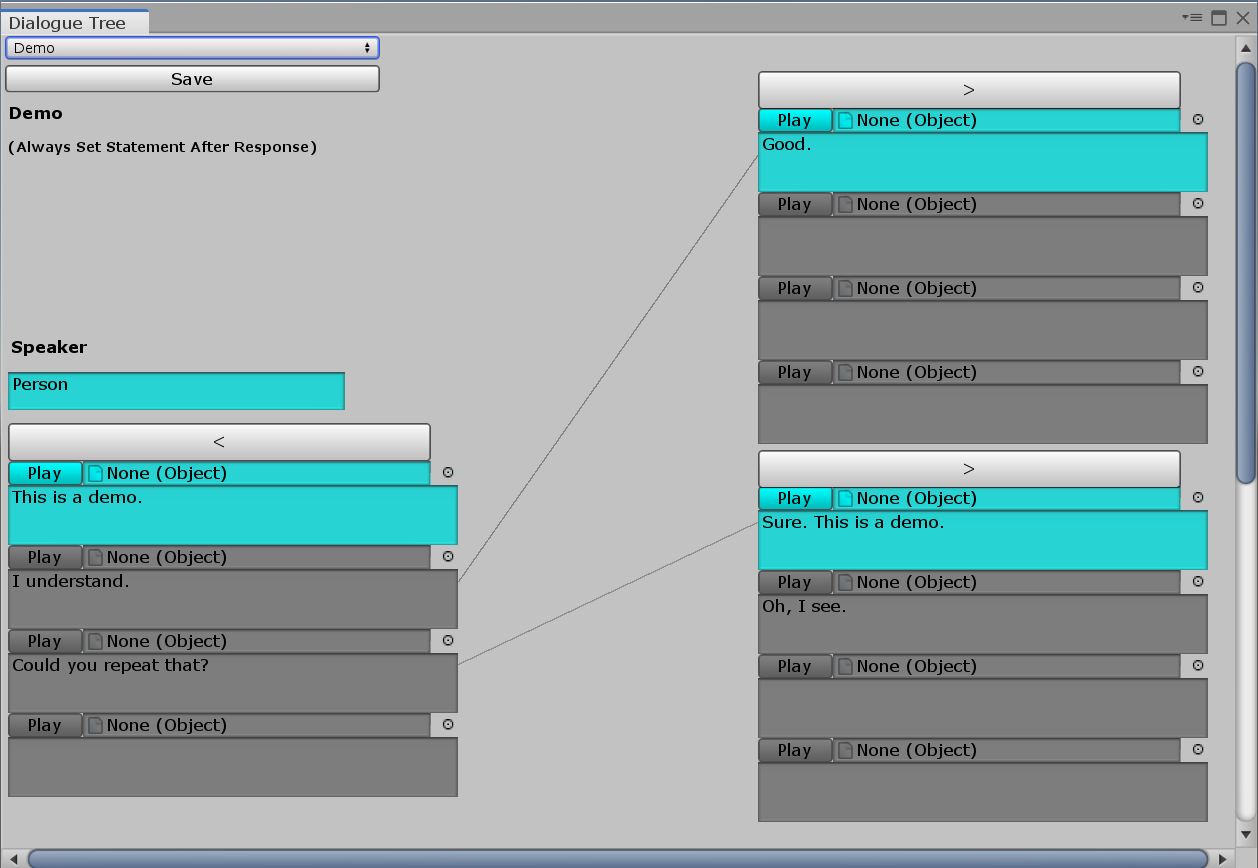 Dialogue Tree
Demo
Save
Demo
(Always Set Statement After Response)
Speaker
Person
<
Play None (Object)
This is a demo.
Play None (Object)
I understand.
Play None (Object)
Could you repeat that?
Play None (Object)
>
Play None (Object)
Good.
Play None (Object)
Play None (Object)
Play None (Object)
>
Play None (Object)
Sure. This is a demo.
Play None (Object)
Oh, I see.
Play None (Object)
Play None (Object)